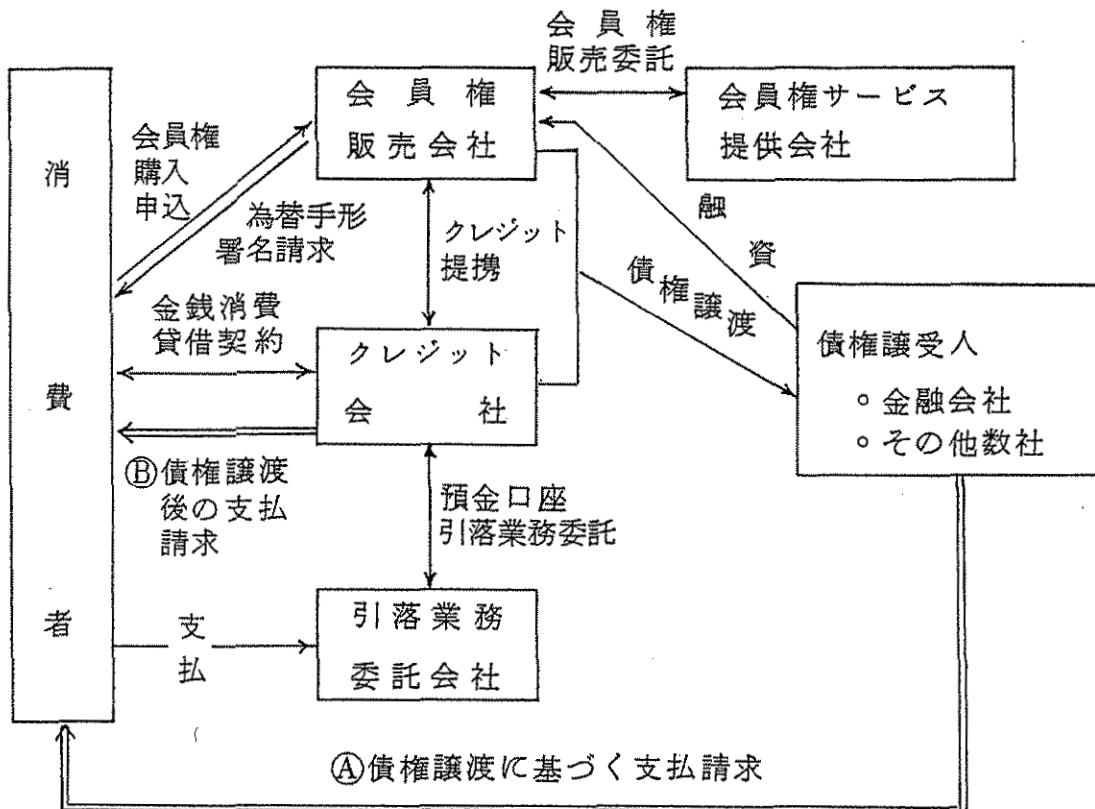 会員権
販売委託
会員権
販売会社
会員権サービス
提供会社
消費者
会員権
購入
申込
為替手形
署名請求
クレジット
提携
融資
債権譲渡
金銭消費
貸借契約
クレジット
会社
債権譲受人
○金融会社
○その他数社
Ⓑ債権譲渡
後の支払
請求
預金口座
引落業務委託
支払
引落業務
委託会社
Ⓐ債権譲渡に基づく支払請求